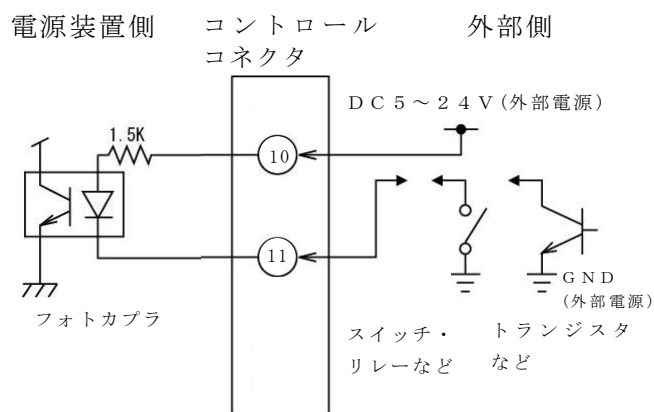 電源装置側
コントロール
コネクタ
外部側
DC5~24V(外部電源)
1.5K
10
11
フォトカプラ
GND
(外部電源)
スイッチ・
リレーなど
トランジスタ
など